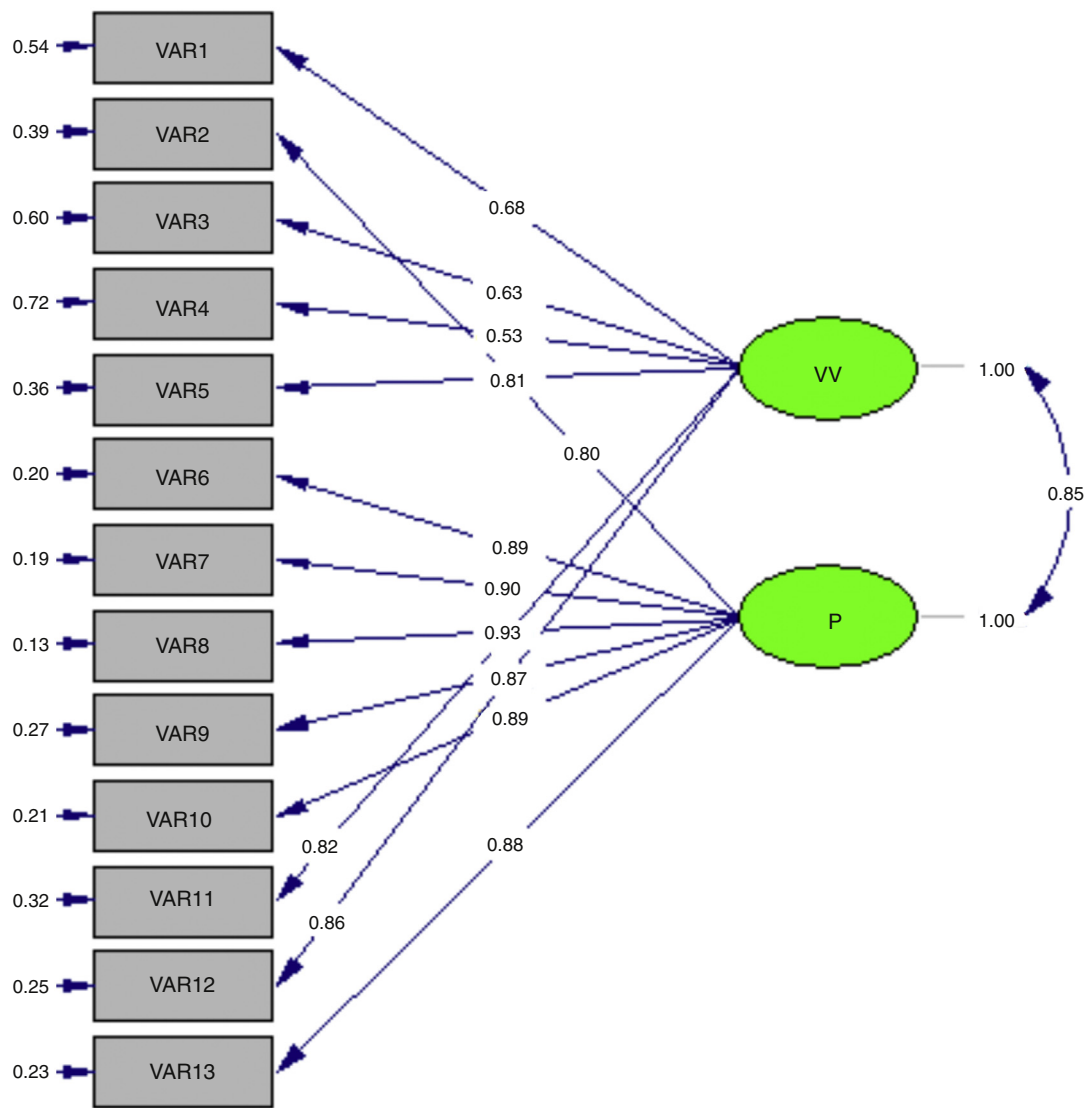 0.54 VAR1
0.39 VAR2
0.68
0.60 VAR3
0.63
0.72 VAR4
0.53
VV
1.00
0.36 VAR5
0.81
0.80
0.20 VAR6
0.85
0.89
0.19 VAR7
0.90
P
1.00
0.13 VAR8
0.93
0.87
0.27 VAR9
0.89
0.21 VAR10
0.82
0.88
0.32 VAR11
0.86
0.25 VAR12
0.23 VAR13